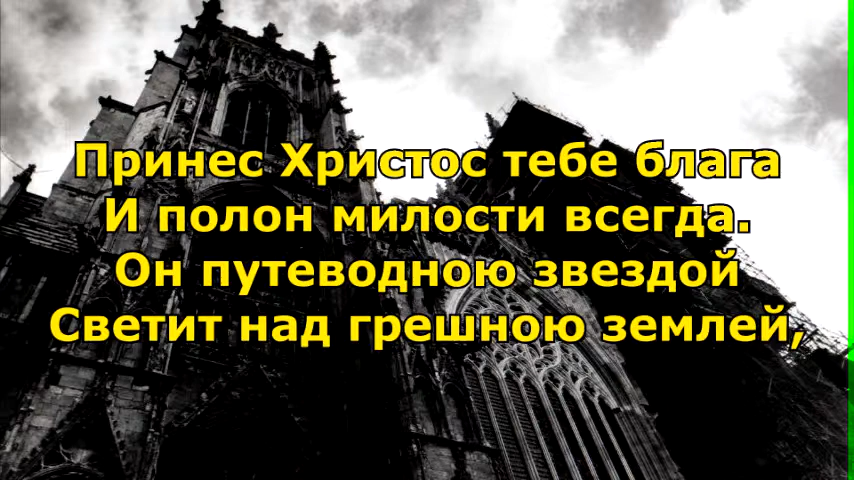 Принес Христос тебе блага
И полон милости всегда.
Он путеводною звездой
Светит над грешною землей,